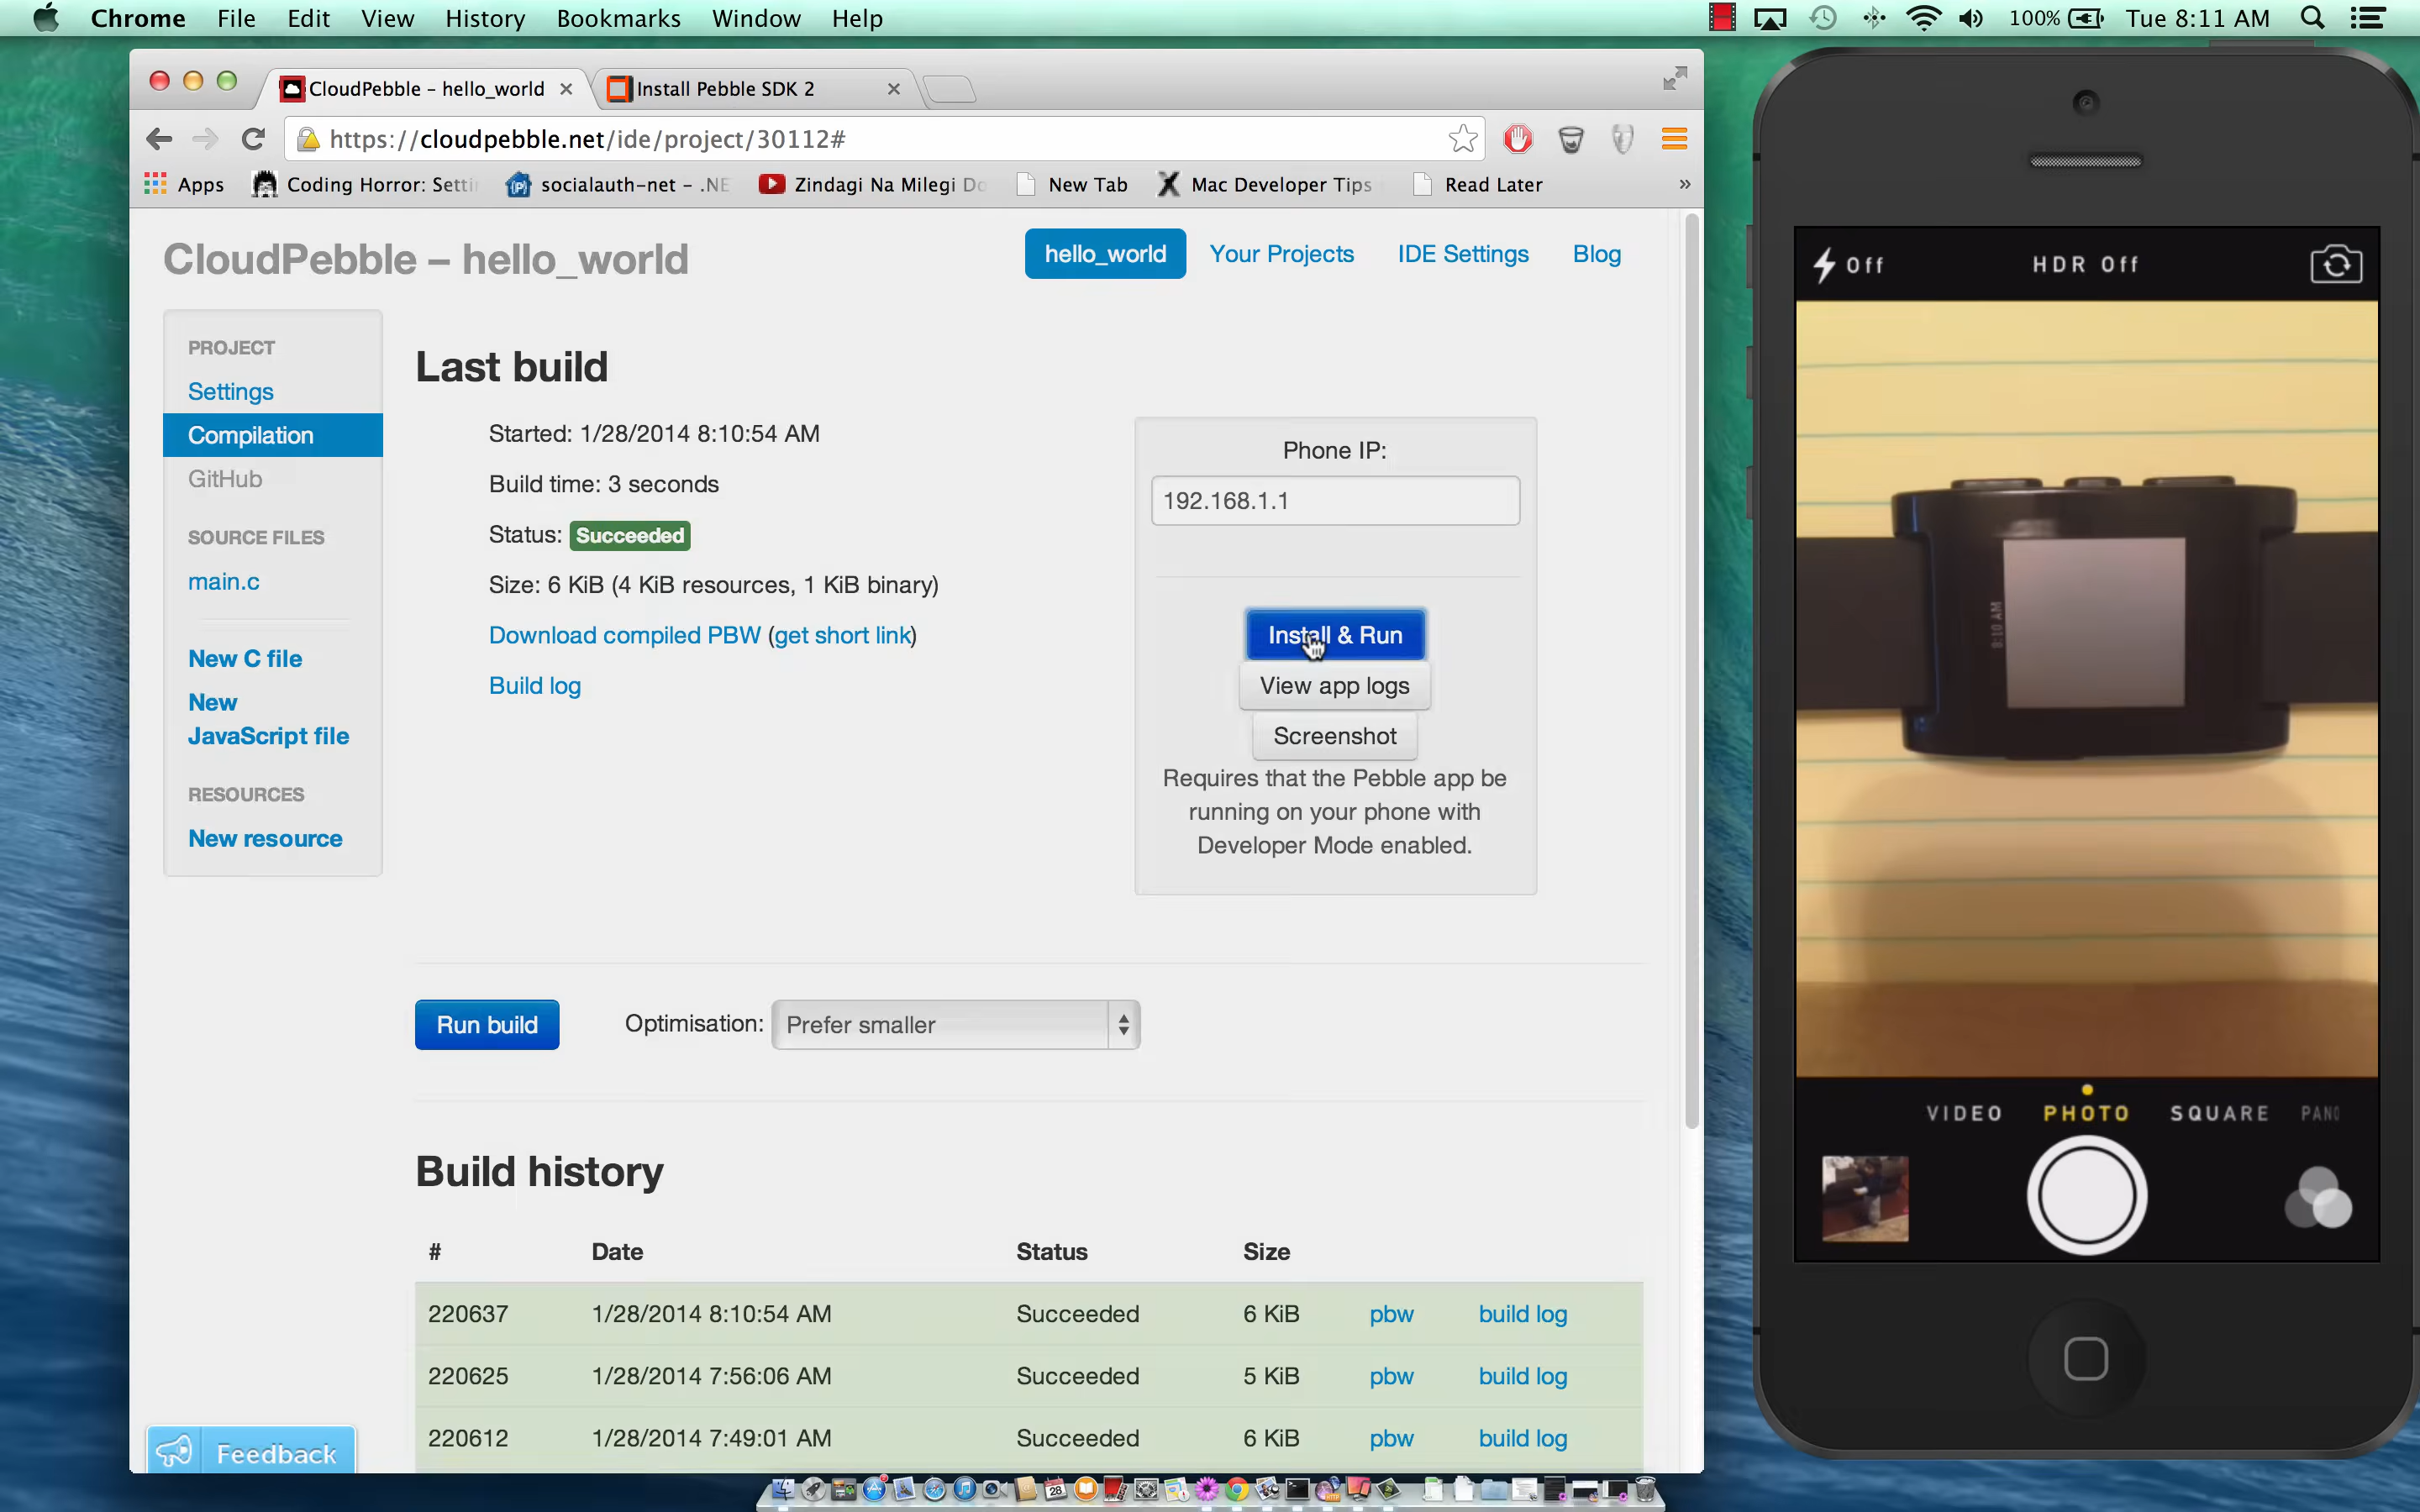 Chrome File Edit View History Bookmarks Window Help
100% Tue 8:11 AM
CloudPebble – hello_world
Install Pebble SDK 2
https://cloudpebble.net/ide/project/30112#
Apps Coding Horror: Setti socialauth-net - .NE Zindagi Na Milegi Do New Tab Mac Developer Tips Read Later »
CloudPebble – hello_world
hello_world Your Projects IDE Settings Blog
PROJECT
Settings
Compilation
GitHub
SOURCE FILES
main.c
New C file
New
JavaScript file
RESOURCES
New resource
Last build
Started: 1/28/2014 8:10:54 AM
Build time: 3 seconds
Status: Succeeded
Size: 6 KiB (4 KiB resources, 1 KiB binary)
Download compiled PBW (get short link)
Build log
Phone IP:
192.168.1.1
Install & Run
View app logs
Screenshot
Requires that the Pebble app be
running on your phone with
Developer Mode enabled.
Run build Optimisation: Prefer smaller
Build history
# Date Status Size
220637 1/28/2014 8:10:54 AM Succeeded 6 KiB pbw build log
220625 1/28/2014 7:56:06 AM Succeeded 5 KiB pbw build log
220612 1/28/2014 7:49:01 AM Succeeded 6 KiB pbw build log
Feedback
28
Off HDR Off
8:10 AM
VIDEO PHOTO SQUARE PANO